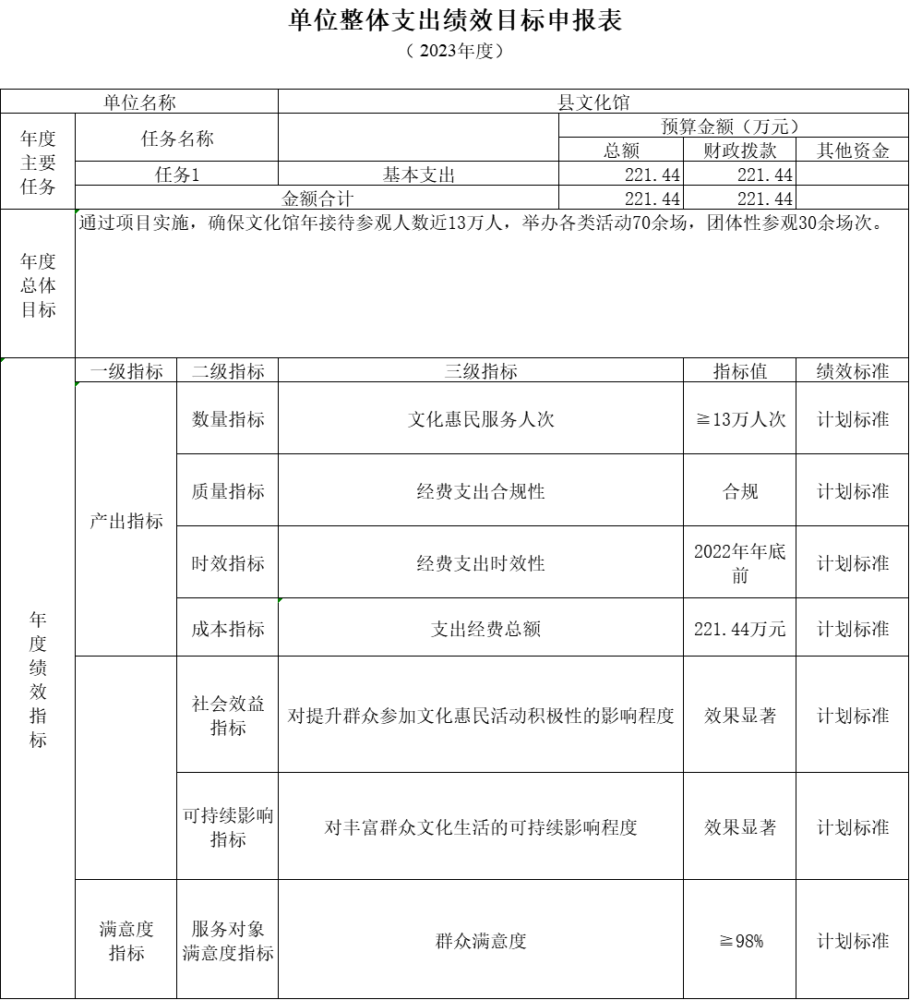 单位整体支出绩效目标申报表
（ 2023年度）
单位名称 县文化馆
年度
主要
任务
任务名称
预算金额（万元）
总额 财政拨款 其他资金
任务1 基本支出 221.44 221.44
金额合计 221.44 221.44
年度
总体
目标
通过项目实施，确保文化馆年接待参观人数近13万人，举办各类活动70余场，团体性参观30余场次。
年
度
绩
效
指
标
一级指标 二级指标 三级指标 指标值 绩效标准
产出指标
数量指标 文化惠民服务人次 ≧13万人次 计划标准
质量指标 经费支出合规性 合规 计划标准
时效指标 经费支出时效性 2022年年底
前 计划标准
成本指标 支出经费总额 221.44万元 计划标准
社会效益
指标 对提升群众参加文化惠民活动积极性的影响程度 效果显著 计划标准
可持续影响
指标 对丰富群众文化生活的可持续影响程度 效果显著 计划标准
满意度
指标
服务对象
满意度指标 群众满意度 ≧98% 计划标准